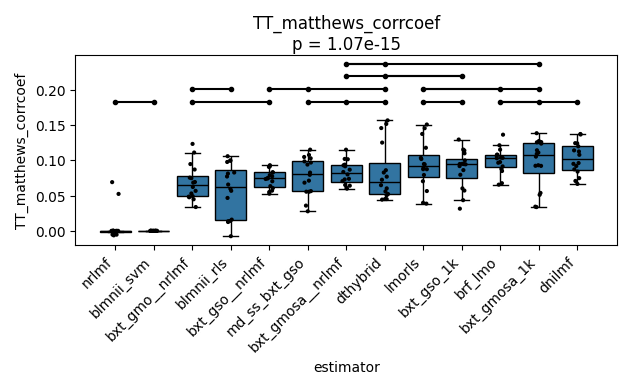 TT_matthews_corrcoef
p = 1.07e-15
TT_matthews_corrcoef
0.20
0.15
0.10
0.05
0.00
nrlmf
blmnii_svm
bxt_gmo__nrlmf
blmnii_rls
bxt_gso__nrlmf
md_ss_bxt_gso
bxt_gmosa__nrlmf
dthybrid
lmorls
bxt_gso_1k
brf_lmo
bxt_gmosa_1k
dnilmf
estimator